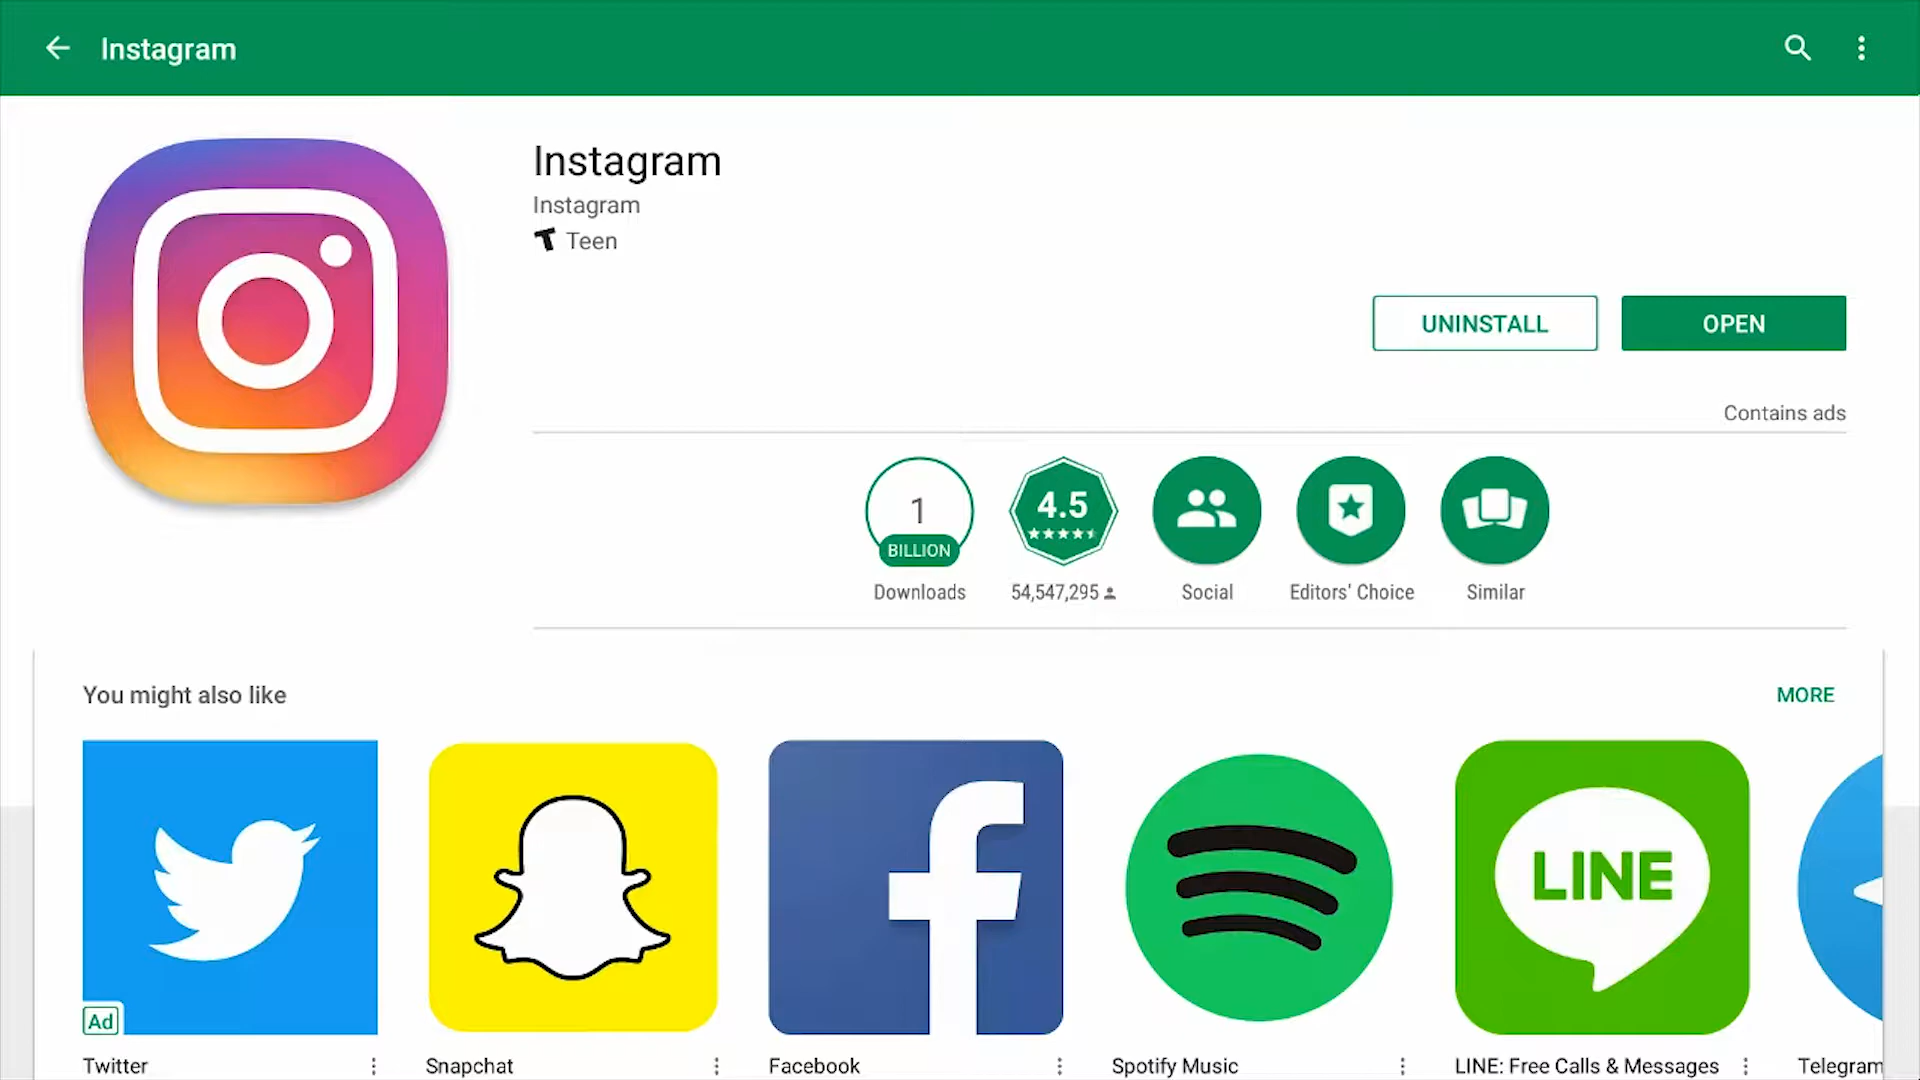 Instagram
Instagram
Instagram
Teen
UNINSTALL
OPEN
Contains ads
1
BILLION
4.5
Downloads
54,547,295
Social
Editors' Choice
Similar
You might also like
MORE
LINE
Ad
Twitter
Snapchat
Facebook
Spotify Music
LINE: Free Calls & Messages
Telegram